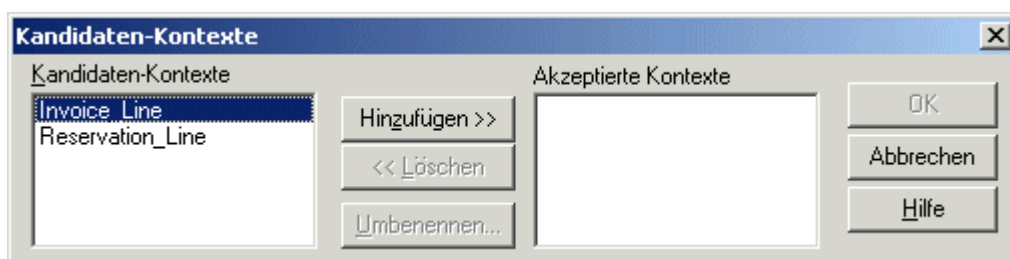 Kandidaten-Kontexte
Kandidaten-Kontexte
Invoice_Line
Reservation_Line
Hinzufügen >>
<< Löschen
Umbenennen...
Akzeptierte Kontexte
OK
Abbrechen
Hilfe